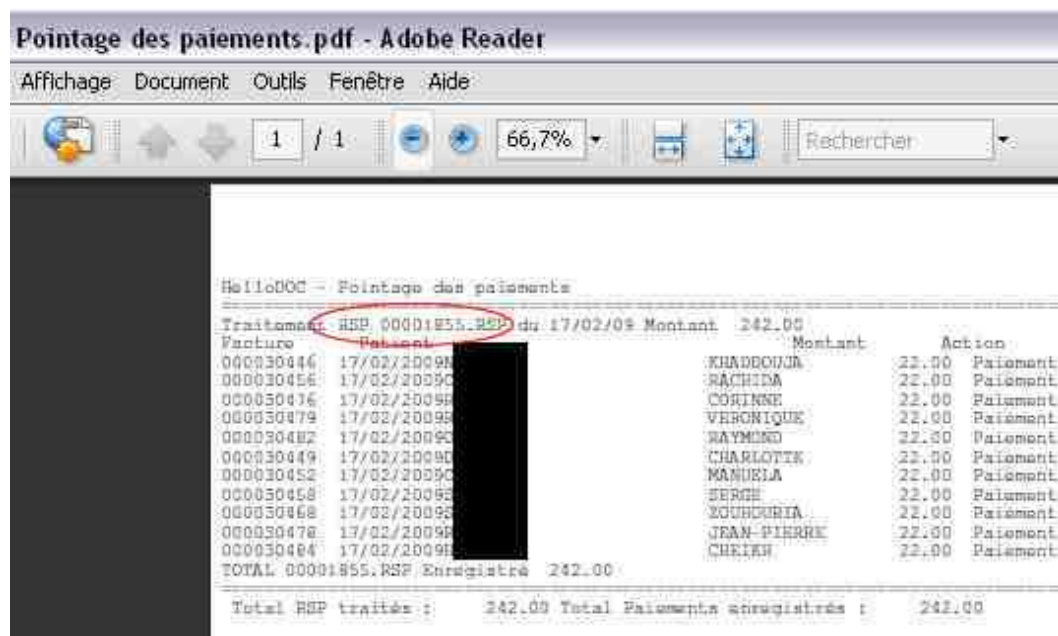 Pointage des paiements.pdf - Adobe Reader
Affichage Document Outils Fenêtre Aide
1 / 1 66,7% Rechercher
HelloDOC - Pointage des paiements
Traitement RSP 00001855.RSP du 17/02/09 Montant 242.00
Facture Patient Montant Action
000030446 17/02/2009N KHADDOUJA 22.00 Paiement
000030456 17/02/2009 RACHIDA 22.00 Paiement
000030476 17/02/2009 CORINNE 22.00 Paiement
000030479 17/02/2009 VERONIQUE 22.00 Paiement
000030482 17/02/2009 RAYMOND 22.00 Paiement
000030449 17/02/2009 CHARLOTTE 22.00 Paiement
000030452 17/02/2009 MANUELA 22.00 Paiement
000030458 17/02/2009 SERGE 22.00 Paiement
000030468 17/02/2009 ZOUHOURIA 22.00 Paiement
000030478 17/02/2009 JEAN-PIERRE 22.00 Paiement
000030484 17/02/2009 CHEIKH 22.00 Paiement
TOTAL 00001855.RSP Enregistré 242.00
Total RSP traités : 242.00 Total Paiements enregistrés : 242.00